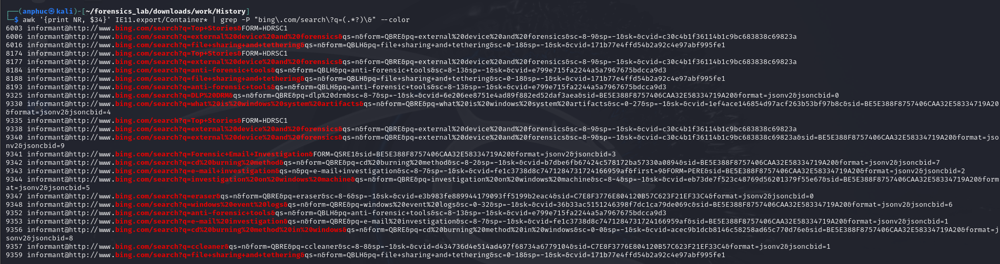 ┌──(anphuc㉿kali)-[~/forensics_lab/downloads/work/History]
└─$ awk '{print NR, $34}' IE11.export/Container* | grep -P "bing\.com/search\?q=(.*?)\&" --color
6003 informant@http://www.bing.com/search?q=Top+Stories&FORM=HDRSC1
6006 informant@http://www.bing.com/search?q=external%20device%20and%20forensics&qs=n&form=QBRE&pq=external%20device%20and%20forensics&sc=8-9&sp=-1&sk=&cvid=c30c4b1f36114b1c9bc683838c69823a
6016 informant@http://www.bing.com/search?q=file+sharing+and+tethering&qs=n&form=QBLH&pq=file+sharing+and+tethering&sc=0-18&sp=-1&sk=&cvid=171b77e4ffd54b2a92c4e97abf995fe1
8174 informant@http://www.bing.com/search?q=Top+Stories&FORM=HDRSC1
8177 informant@http://www.bing.com/search?q=external%20device%20and%20forensics&qs=n&form=QBRE&pq=external%20device%20and%20forensics&sc=8-9&sp=-1&sk=&cvid=c30c4b1f36114b1c9bc683838c69823a
8184 informant@http://www.bing.com/search?q=anti-forensic+tools&qs=n&form=QBLH&pq=anti-forensic+tools&sc=8-13&sp=-1&sk=&cvid=e799e715fa2244a5a7967675bdcca9d3
8188 informant@http://www.bing.com/search?q=file+sharing+and+tethering&qs=n&form=QBLH&pq=file+sharing+and+tethering&sc=0-18&sp=-1&sk=&cvid=171b77e4ffd54b2a92c4e97abf995fe1
8193 informant@http://www.bing.com/search?q=anti-forensic+tools&qs=n&form=QBLH&pq=anti-forensic+tools&sc=8-13&sp=-1&sk=&cvid=e799e715fa2244a5a7967675bdcca9d3
9325 informant@http://www.bing.com/search?q=DLP%20DRM&qs=n&form=QBRE&pq=dlp%20drm&sc=8-7&sp=-1&sk=&cvid=6e206ee8751e4ad89f882ed52daf3aea&sid=BE5E388F8757406CAA32E58334719A20&format=jsonv2&jsoncbid=0
9330 informant@http://www.bing.com/search?q=what%20is%20windows%20system%20artifacts&qs=n&form=QBRE&pq=what%20is%20windows%20system%20artifacts&sc=0-27&sp=-1&sk=&cvid=1ef4ace146854d97acf263b53bf97b8c&sid=BE5E388F8757406CAA32E58334719A20
&format=jsonv2&jsoncbid=4
9335 informant@http://www.bing.com/search?q=Top+Stories&FORM=HDRSC1
9338 informant@http://www.bing.com/search?q=external%20device%20and%20forensics&qs=n&form=QBRE&pq=external%20device%20and%20forensics&sc=8-9&sp=-1&sk=&cvid=c30c4b1f36114b1c9bc683838c69823a
9340 informant@http://www.bing.com/search?q=external%20device%20and%20forensics&qs=n&form=QBRE&pq=external%20device%20and%20forensics&sc=8-9&sp=-1&sk=&cvid=c30c4b1f36114b1c9bc683838c69823a&sid=BE5E388F8757406CAA32E58334719A20&format=jso
nv2&jsoncbid=9
9341 informant@http://www.bing.com/search?q=Forensic+Email+Investigation&FORM=QSRE1&sid=BE5E388F8757406CAA32E58334719A20&format=jsonv2&jsoncbid=3
9342 informant@http://www.bing.com/search?q=cd%20burning%20method&qs=n&form=QBRE&pq=cd%20burning%20method&sc=8-2&sp=-1&sk=&cvid=b7dbe6fb67424c578172ba57330a0894&sid=BE5E388F8757406CAA32E58334719A20&format=jsonv2&jsoncbid=7
9343 informant@http://www.bing.com/search?q=e-mail+investigation&qs=n&pq=e-mail+investigation&sc=8-7&sp=-1&sk=&cvid=fe1c3738d8c7471284731724166959af&first=9&FORM=PERE&sid=BE5E388F8757406CAA32E58334719A20&format=jsonv2&jsoncbid=2
9344 informant@http://www.bing.com/search?q=investigation%20on%20windows%20machine&qs=n&form=QBRE&pq=investigation%20on%20windows%20machine&sc=8-4&sp=-1&sk=&cvid=eb73de7f523c48769d56201379f55e67&sid=BE5E388F8757406CAA32E58334719A20&form
at=jsonv2&jsoncbid=5
9347 informant@http://www.bing.com/search?q=eraser&qs=n&form=QBRE&pq=eraser&sc=8-6&sp=-1&sk=&cvid=e3b983fe889944179093ff5199b2eac4&sid=C7E8F3776E804120B57C623F21EF33C4&format=jsonv2&jsoncbid=0
9348 informant@http://www.bing.com/search?q=windows%20event%20logs&qs=n&form=QBRE&pq=windows%20event%20logs&sc=0-32&sp=-1&sk=&cvid=36b33ac5151246398f7dc1ca79de069c&sid=BE5E388F8757406CAA32E58334719A20&format=jsonv2&jsoncbid=6
9352 informant@http://www.bing.com/search?q=anti-forensic+tools&qs=n&form=QBLH&pq=anti-forensic+tools&sc=8-13&sp=-1&sk=&cvid=e799e715fa2244a5a7967675bdcca9d3
9353 informant@http://www.bing.com/search?q=e-mail%20investigation&qs=n&form=QBRE&pq=e-mail%20investigation&sc=8-7&sp=-1&sk=&cvid=fe1c3738d8c7471284731724166959af&sid=BE5E388F8757406CAA32E58334719A20&format=jsonv2&jsoncbid=1
9356 informant@http://www.bing.com/search?q=cd%20burning%20method%20in%20windows&qs=n&form=QBRE&pq=cd%20burning%20method%20in%20windows&sc=0-0&sp=-1&sk=&cvid=acec9b1dcb8146c58258ad65c770d76e&sid=BE5E388F8757406CAA32E58334719A20&format=j
sonv2&jsoncbid=8
9357 informant@http://www.bing.com/search?q=ccleaner&qs=n&form=QBRE&pq=ccleaner&sc=8-8&sp=-1&sk=&cvid=d434736d4e514ad497f68734a6779104&sid=C7E8F3776E804120B57C623F21EF33C4&format=jsonv2&jsoncbid=1
9359 informant@http://www.bing.com/search?q=file+sharing+and+tethering&qs=n&form=QBLH&pq=file+sharing+and+tethering&sc=0-18&sp=-1&sk=&cvid=171b77e4ffd54b2a92c4e97abf995fe1